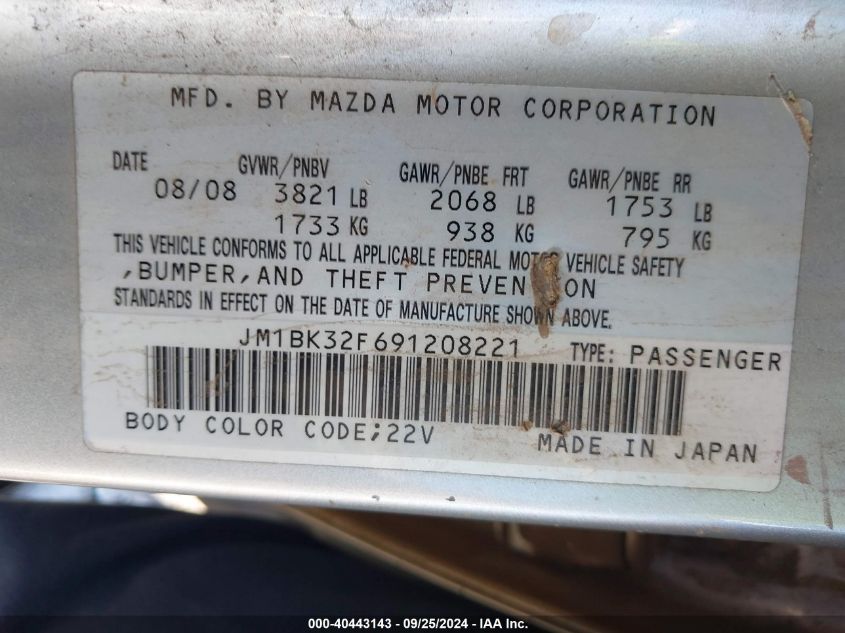 MFD. BY MAZDA MOTOR CORPORATION
DATE GVWR/PNBV GAWR/PNBE FRT GAWR/PNBE RR
08/08 3821 LB 2068 LB 1753 LB
1733 KG 938 KG 795 KG
THIS VEHICLE CONFORMS TO ALL APPLICABLE FEDERAL MOTOR VEHICLE SAFETY
,BUMPER,AND THEFT PREVENTION
STANDARDS IN EFFECT ON THE DATE OF MANUFACTURE SHOWN ABOVE.
JM1BK32F691208221 TYPE: PASSENGER
BODY COLOR CODE;22V MADE IN JAPAN
000-40443143 - 09/25/2024 - IAA Inc.